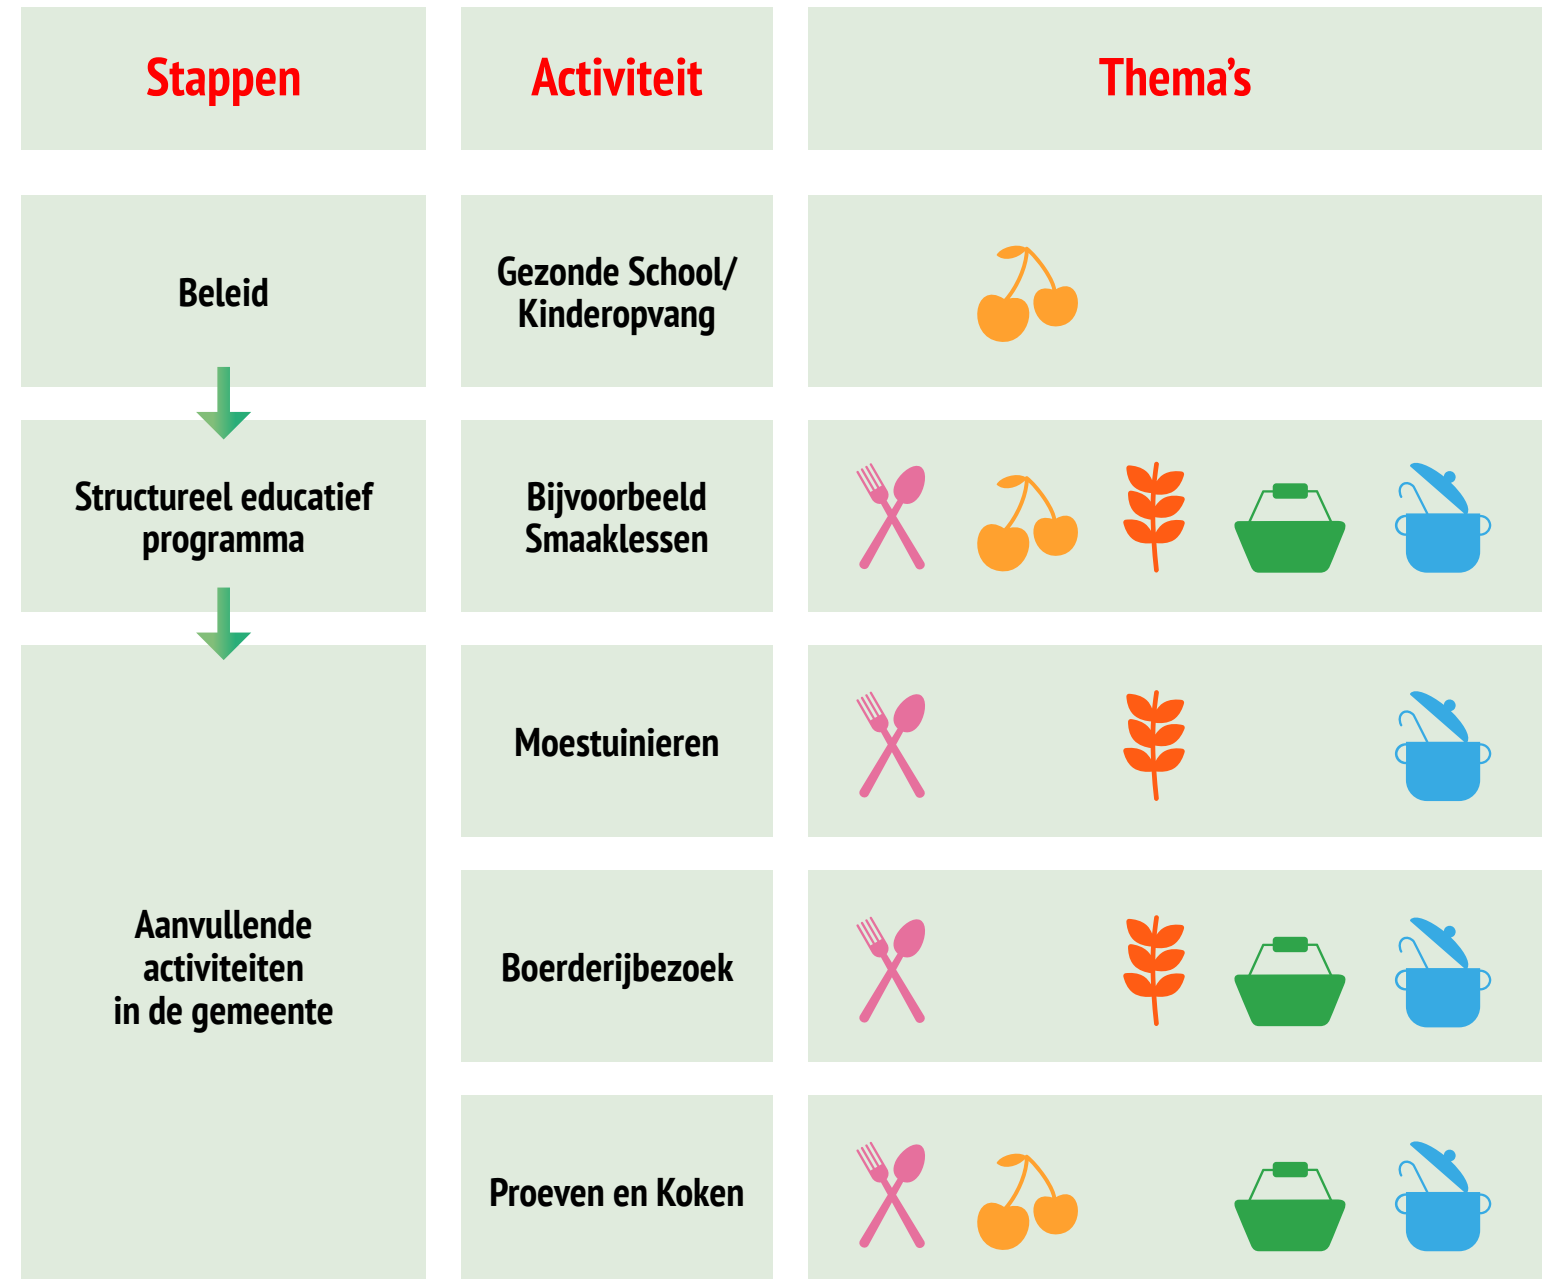 Stappen
Activiteit
Thema’s
Beleid
Gezonde School/
Kinderopvang
Structureel educatief
programma
Bijvoorbeeld
Smaaklessen
Aanvullende
activiteiten
in de gemeente
Moestuinieren
Boerderijbezoek
Proeven en Koken